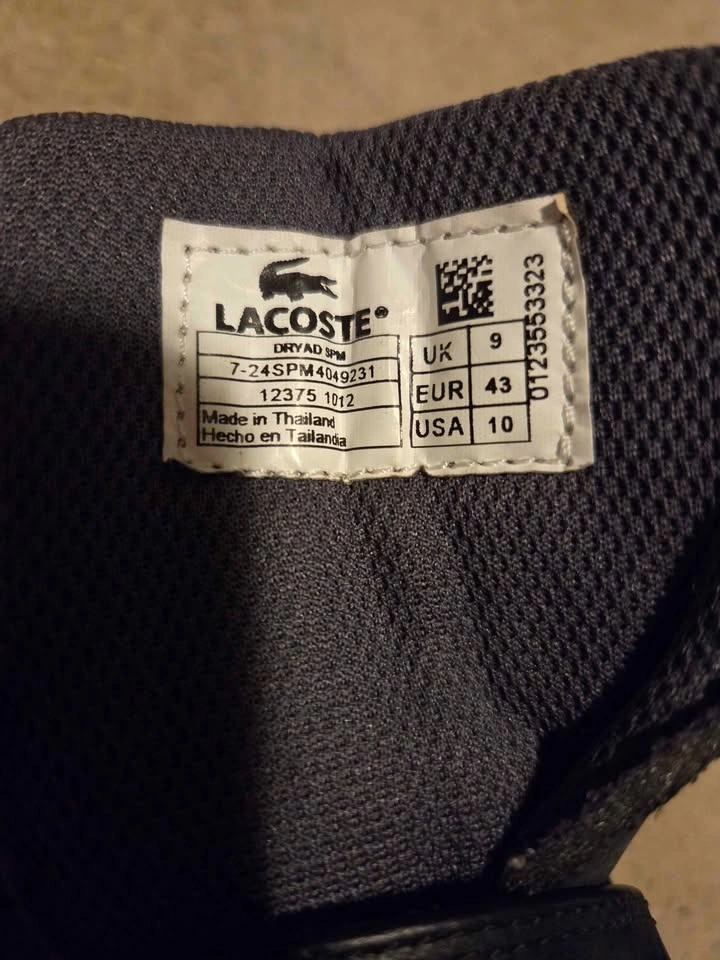 LACOSTE®
DRYAD SPM
7-24SPM4049231
12375 1012
Made in Thailand
Hecho en Tailandia
UK 9
EUR 43
USA 10
0123553323